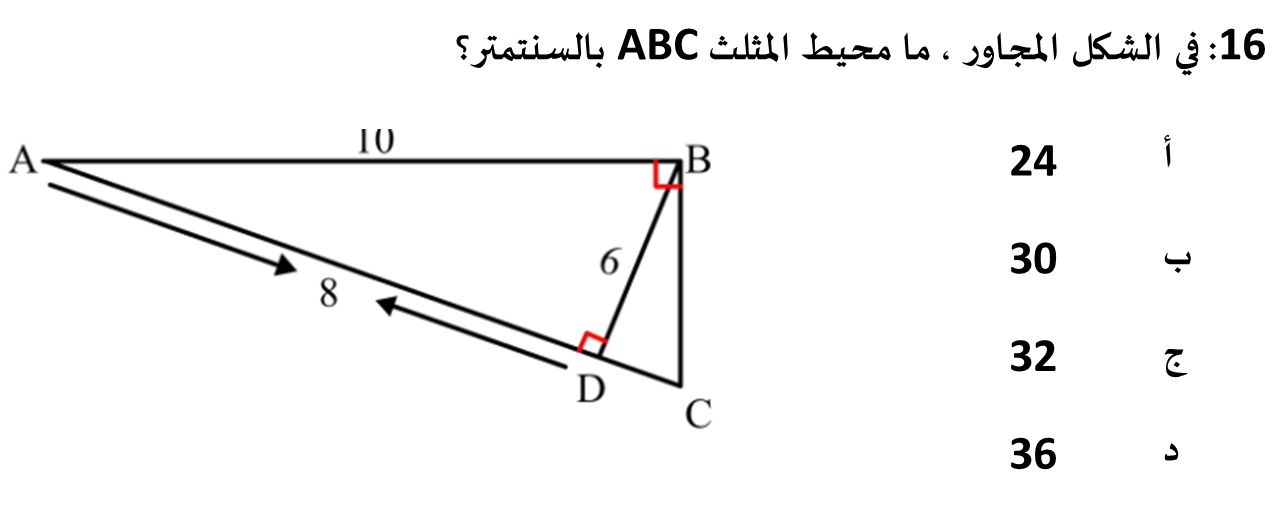 16: في الشكل المجاور ، ما محيط المثلث ABC بالسنتمتر؟
أ 24
ب 30
ج 32
د 36
A
10
B
6
8
D
C